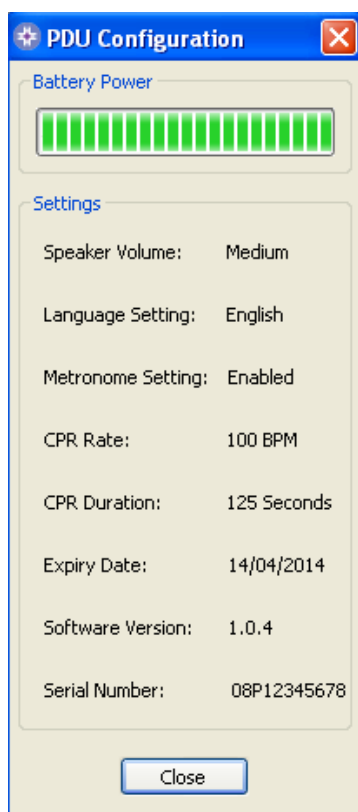 PDU Configuration
Battery Power
Settings
Speaker Volume: Medium
Language Setting: English
Metronome Setting: Enabled
CPR Rate: 100 BPM
CPR Duration: 125 Seconds
Expiry Date: 14/04/2014
Software Version: 1.0.4
Serial Number: 08P12345678
Close